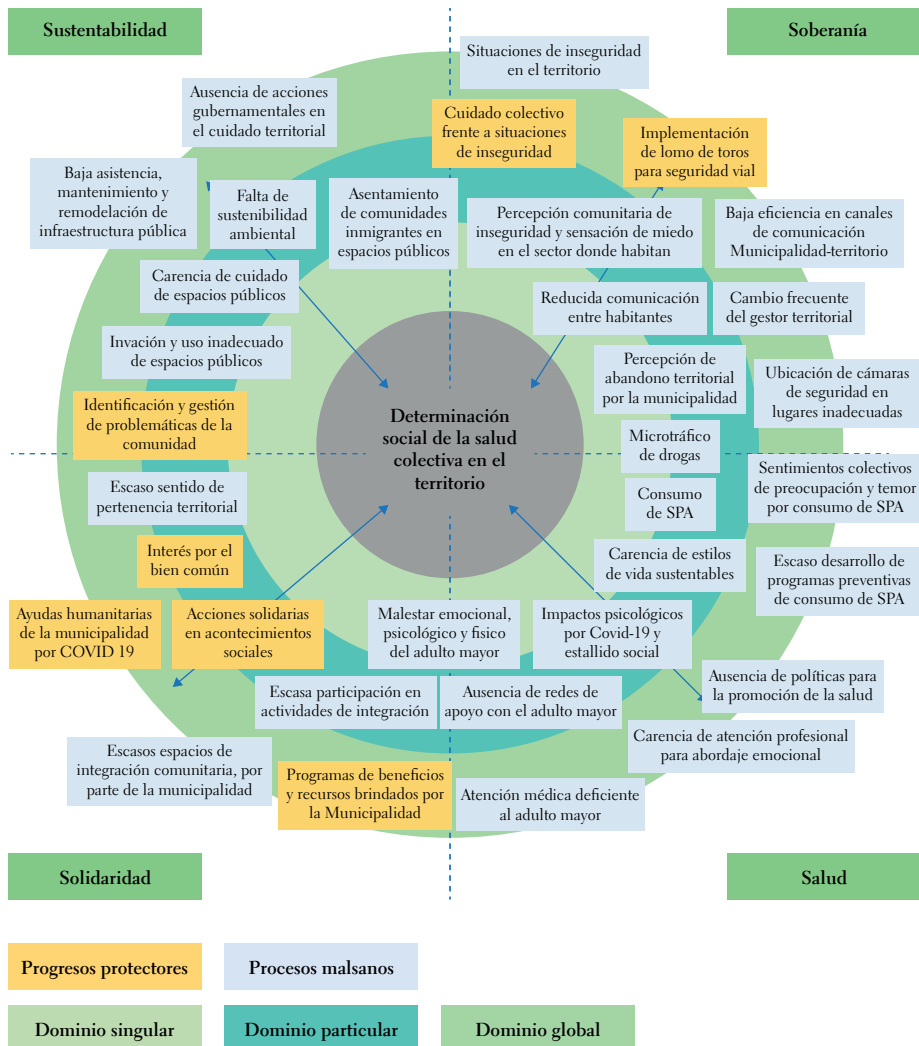 Sustentabilidad
Soberanía
Situaciones de inseguridad
en el territorio
Ausencia de acciones
gubernamentales en
el cuidado territorial
Cuidado colectivo
frente a situaciones
de inseguridad
Implementación
de lomo de toros
para seguridad vial
Baja asistencia,
mantenimiento y
remodelación de
infraestructura pública
Falta de
sustenibilidad
ambiental
Asentamiento
de comunidades
inmigrantes en
espacios públicos
Percepción comunitaria de
inseguridad y sensación de miedo
en el sector donde habitan
Baja eficiencia en canales
de comunicación
Municipalidad-territorio
Carencia de cuidado
de espacios públicos
Reducida comunicación
entre habitantes
Cambio frecuente
del gestor territorial
Invación y uso inadecuado
de espacios públicos
Percepción de
abandono territorial
por la municipalidad
Ubicación de cámaras
de seguridad en
lugares inadecuadas
Identificación y gestión
de problemáticas de la
comunidad
Determinación
social de la salud
colectiva en el
territorio
Microtráfico
de drogas
Escaso sentido de
pertenencia territorial
Consumo
de SPA
Sentimientos colectivos
de preocupación y temor
por consumo de SPA
Interés por el
bien común
Carencia de estilos
de vida sustentables
Escaso desarrollo de
programas preventivas
de consumo de SPA
Ayudas humanitarias
de la municipalidad
por COVID 19
Acciones solidarias
en acontecimientos
sociales
Malestar emocional,
psicológico y fisico
del adulto mayor
Impactos psicológicos
por Covid-19 y
estallido social
Ausencia de políticas para
la promoción de la salud
Escasa participación en
actividades de integración
Ausencia de redes de
apoyo con el adulto mayor
Carencia de atención profesional
para abordaje emocional
Escasos espacios de
integración comunitaria, por
parte de la municipalidad
Programas de beneficios
y recursos brindados por
la Municipalidad
Atención médica deficiente
al adulto mayor
Solidaridad
Salud
Progresos protectores
Procesos malsanos
Dominio singular
Dominio particular
Dominio global